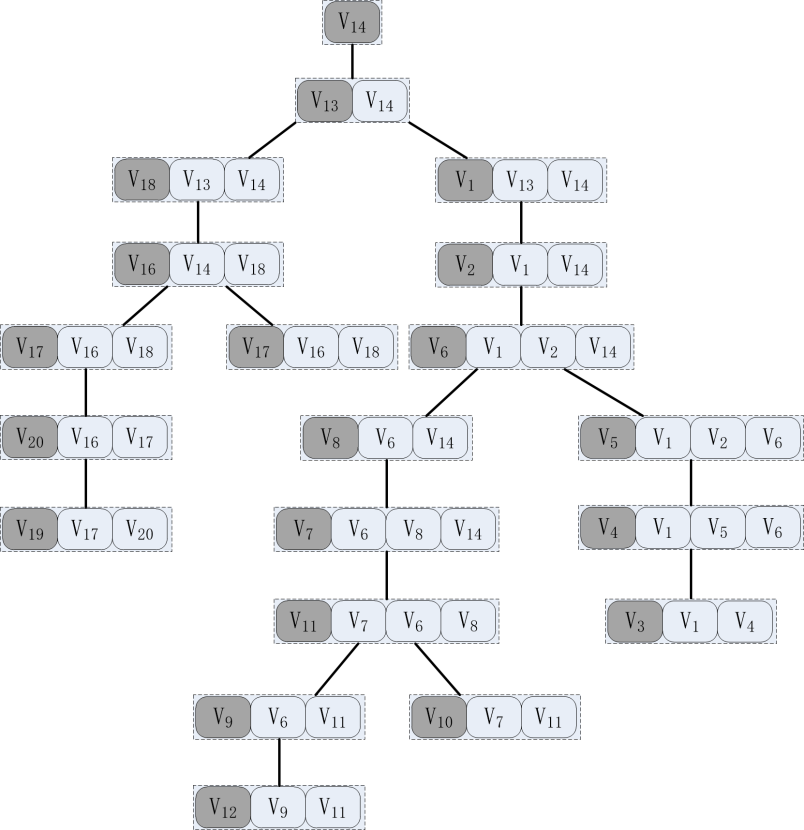 V₁₄
V₁₃ V₁₄
V₁₈ V₁₃ V₁₄
V₁ V₁₃ V₁₄
V₁₆ V₁₄ V₁₈
V₂ V₁ V₁₄
V₁₇ V₁₆ V₁₈
V₁₇ V₁₆ V₁₈
V₆ V₁ V₂ V₁₄
V₂₀ V₁₆ V₁₇
V₈ V₆ V₁₄
V₅ V₁ V₂ V₆
V₁₉ V₁₇ V₂₀
V₇ V₆ V₈ V₁₄
V₄ V₁ V₅ V₆
V₁₁ V₇ V₆ V₈
V₃ V₁ V₄
V₉ V₆ V₁₁
V₁₀ V₇ V₁₁
V₁₂ V₉ V₁₁